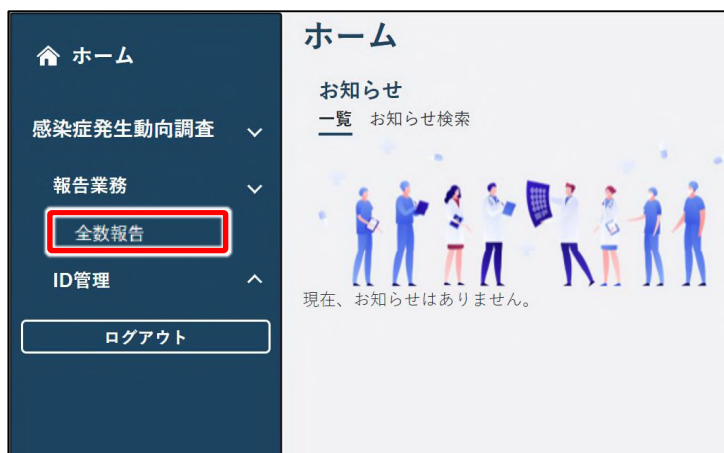 ホーム
感染症発生動向調査
報告業務
全数報告
ID管理
ログアウト
ホーム
お知らせ
一覧 お知らせ検索
現在、お知らせはありません。